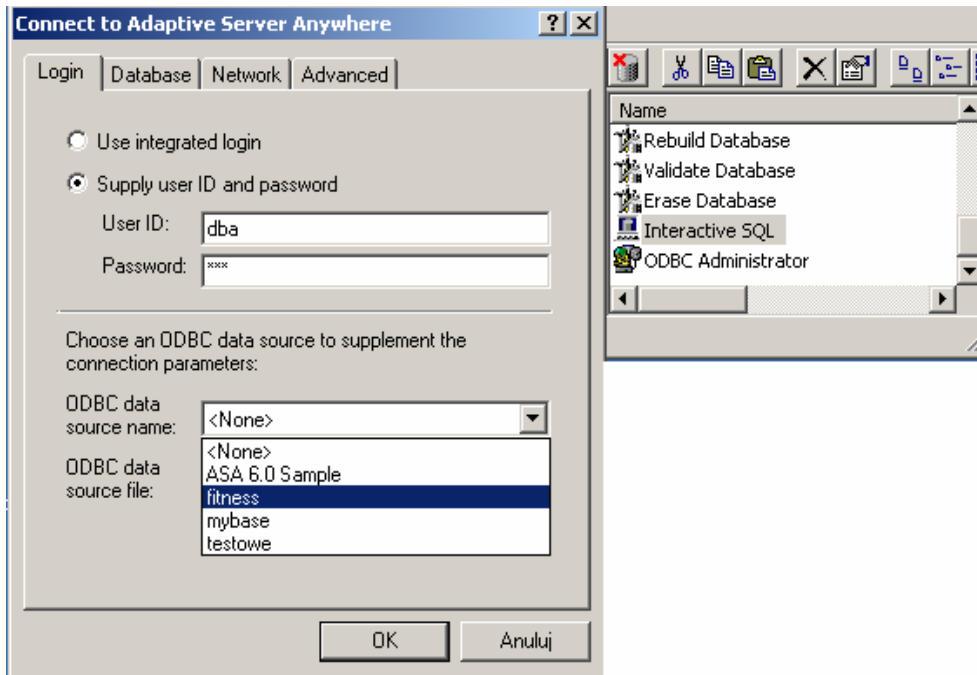 Connect to Adaptive Server Anywhere
Login
Database
Network
Advanced
Use integrated login
Supply user ID and password
User ID:
dba
Password:
***
Choose an ODBC data source to supplement the
connection parameters:
ODBC data
source name:
<None>
<None>
ASA 6.0 Sample
fitness
mybase
testowe
ODBC data
source file:
OK
Anuluj
Name
Rebuild Database
Validate Database
Erase Database
Interactive SQL
ODBC Administrator